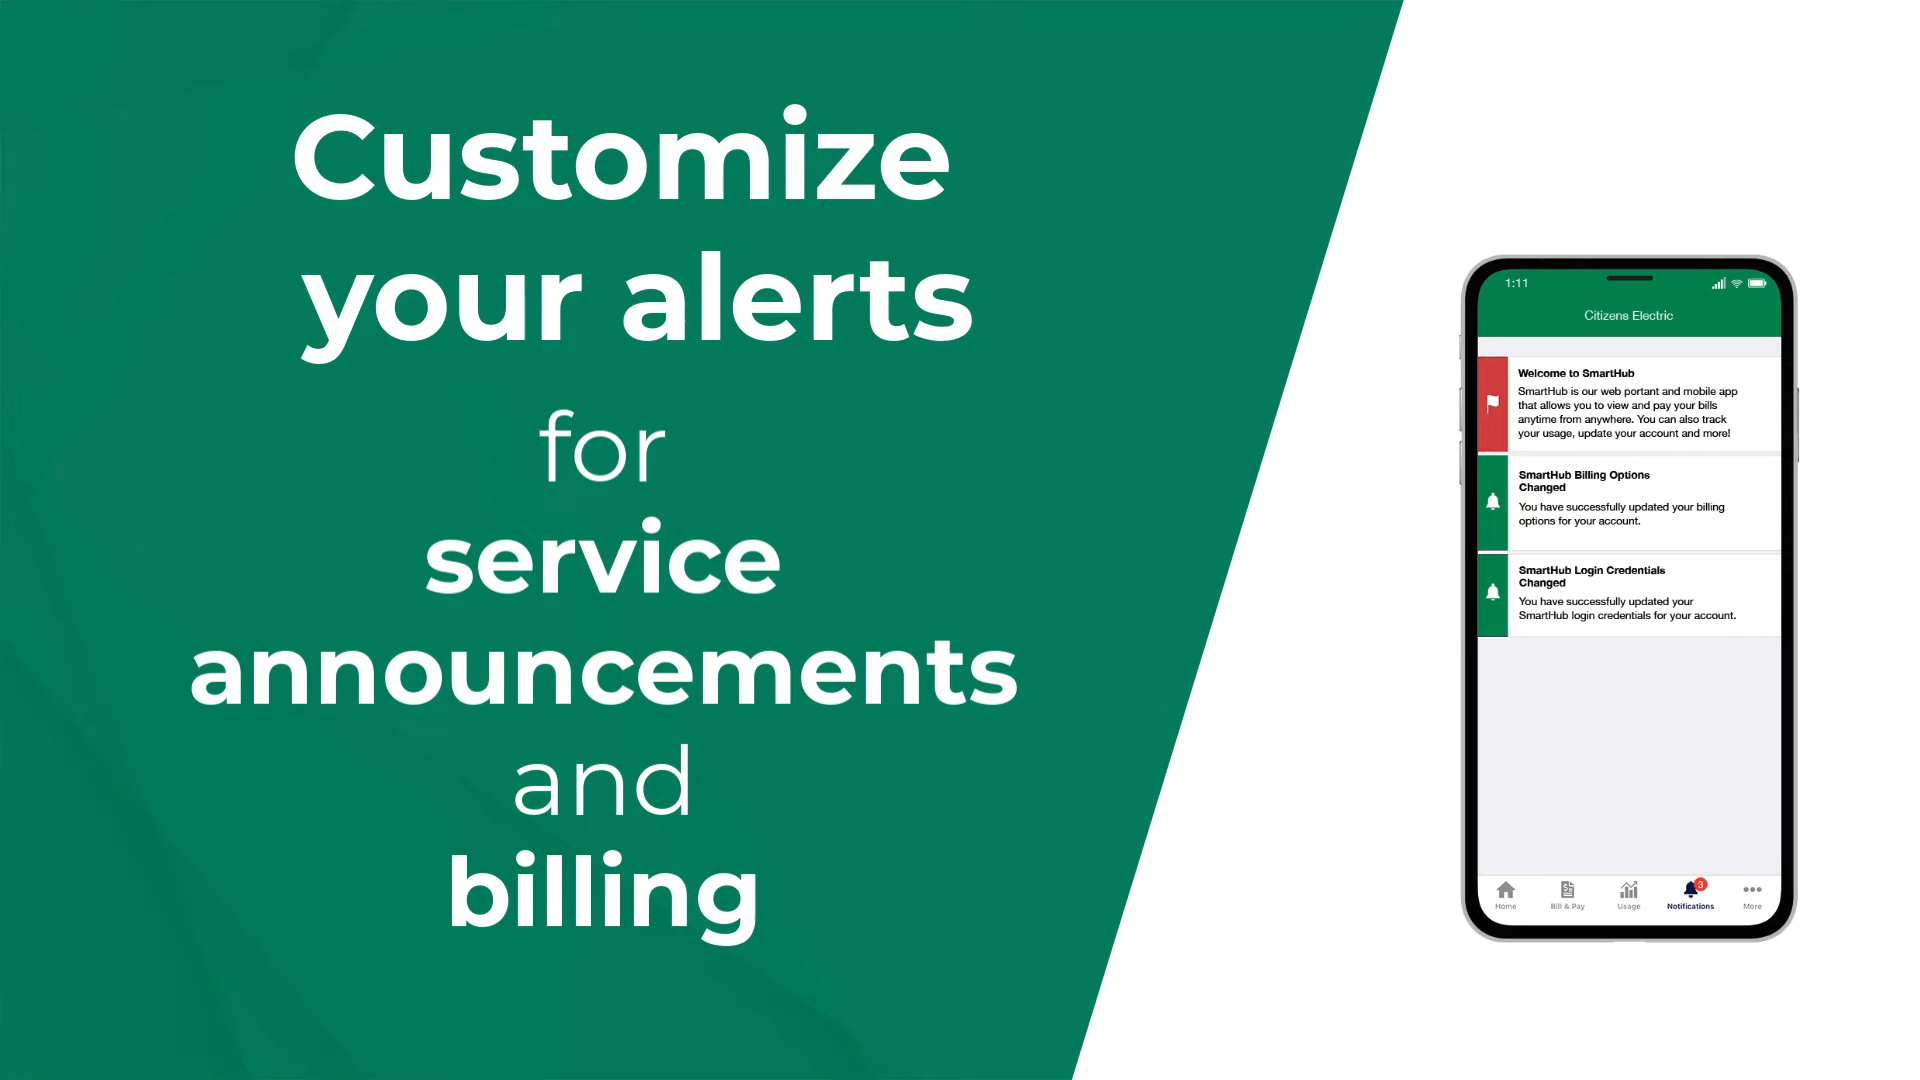 Customize
your alerts
for
service
announcements
and
billing
1:11
Citizens Electric
Welcome to SmartHub
SmartHub is our web portant and mobile app
that allows you to view and pay your bills
anytime from anywhere. You can also track
your usage, update your account and more!
SmartHub Billing Options
Changed
You have successfully updated your billing
options for your account.
SmartHub Login Credentials
Changed
You have successfully updated your
SmartHub login credentials for your account.
3
Home Bill & Pay Usage Notifications More